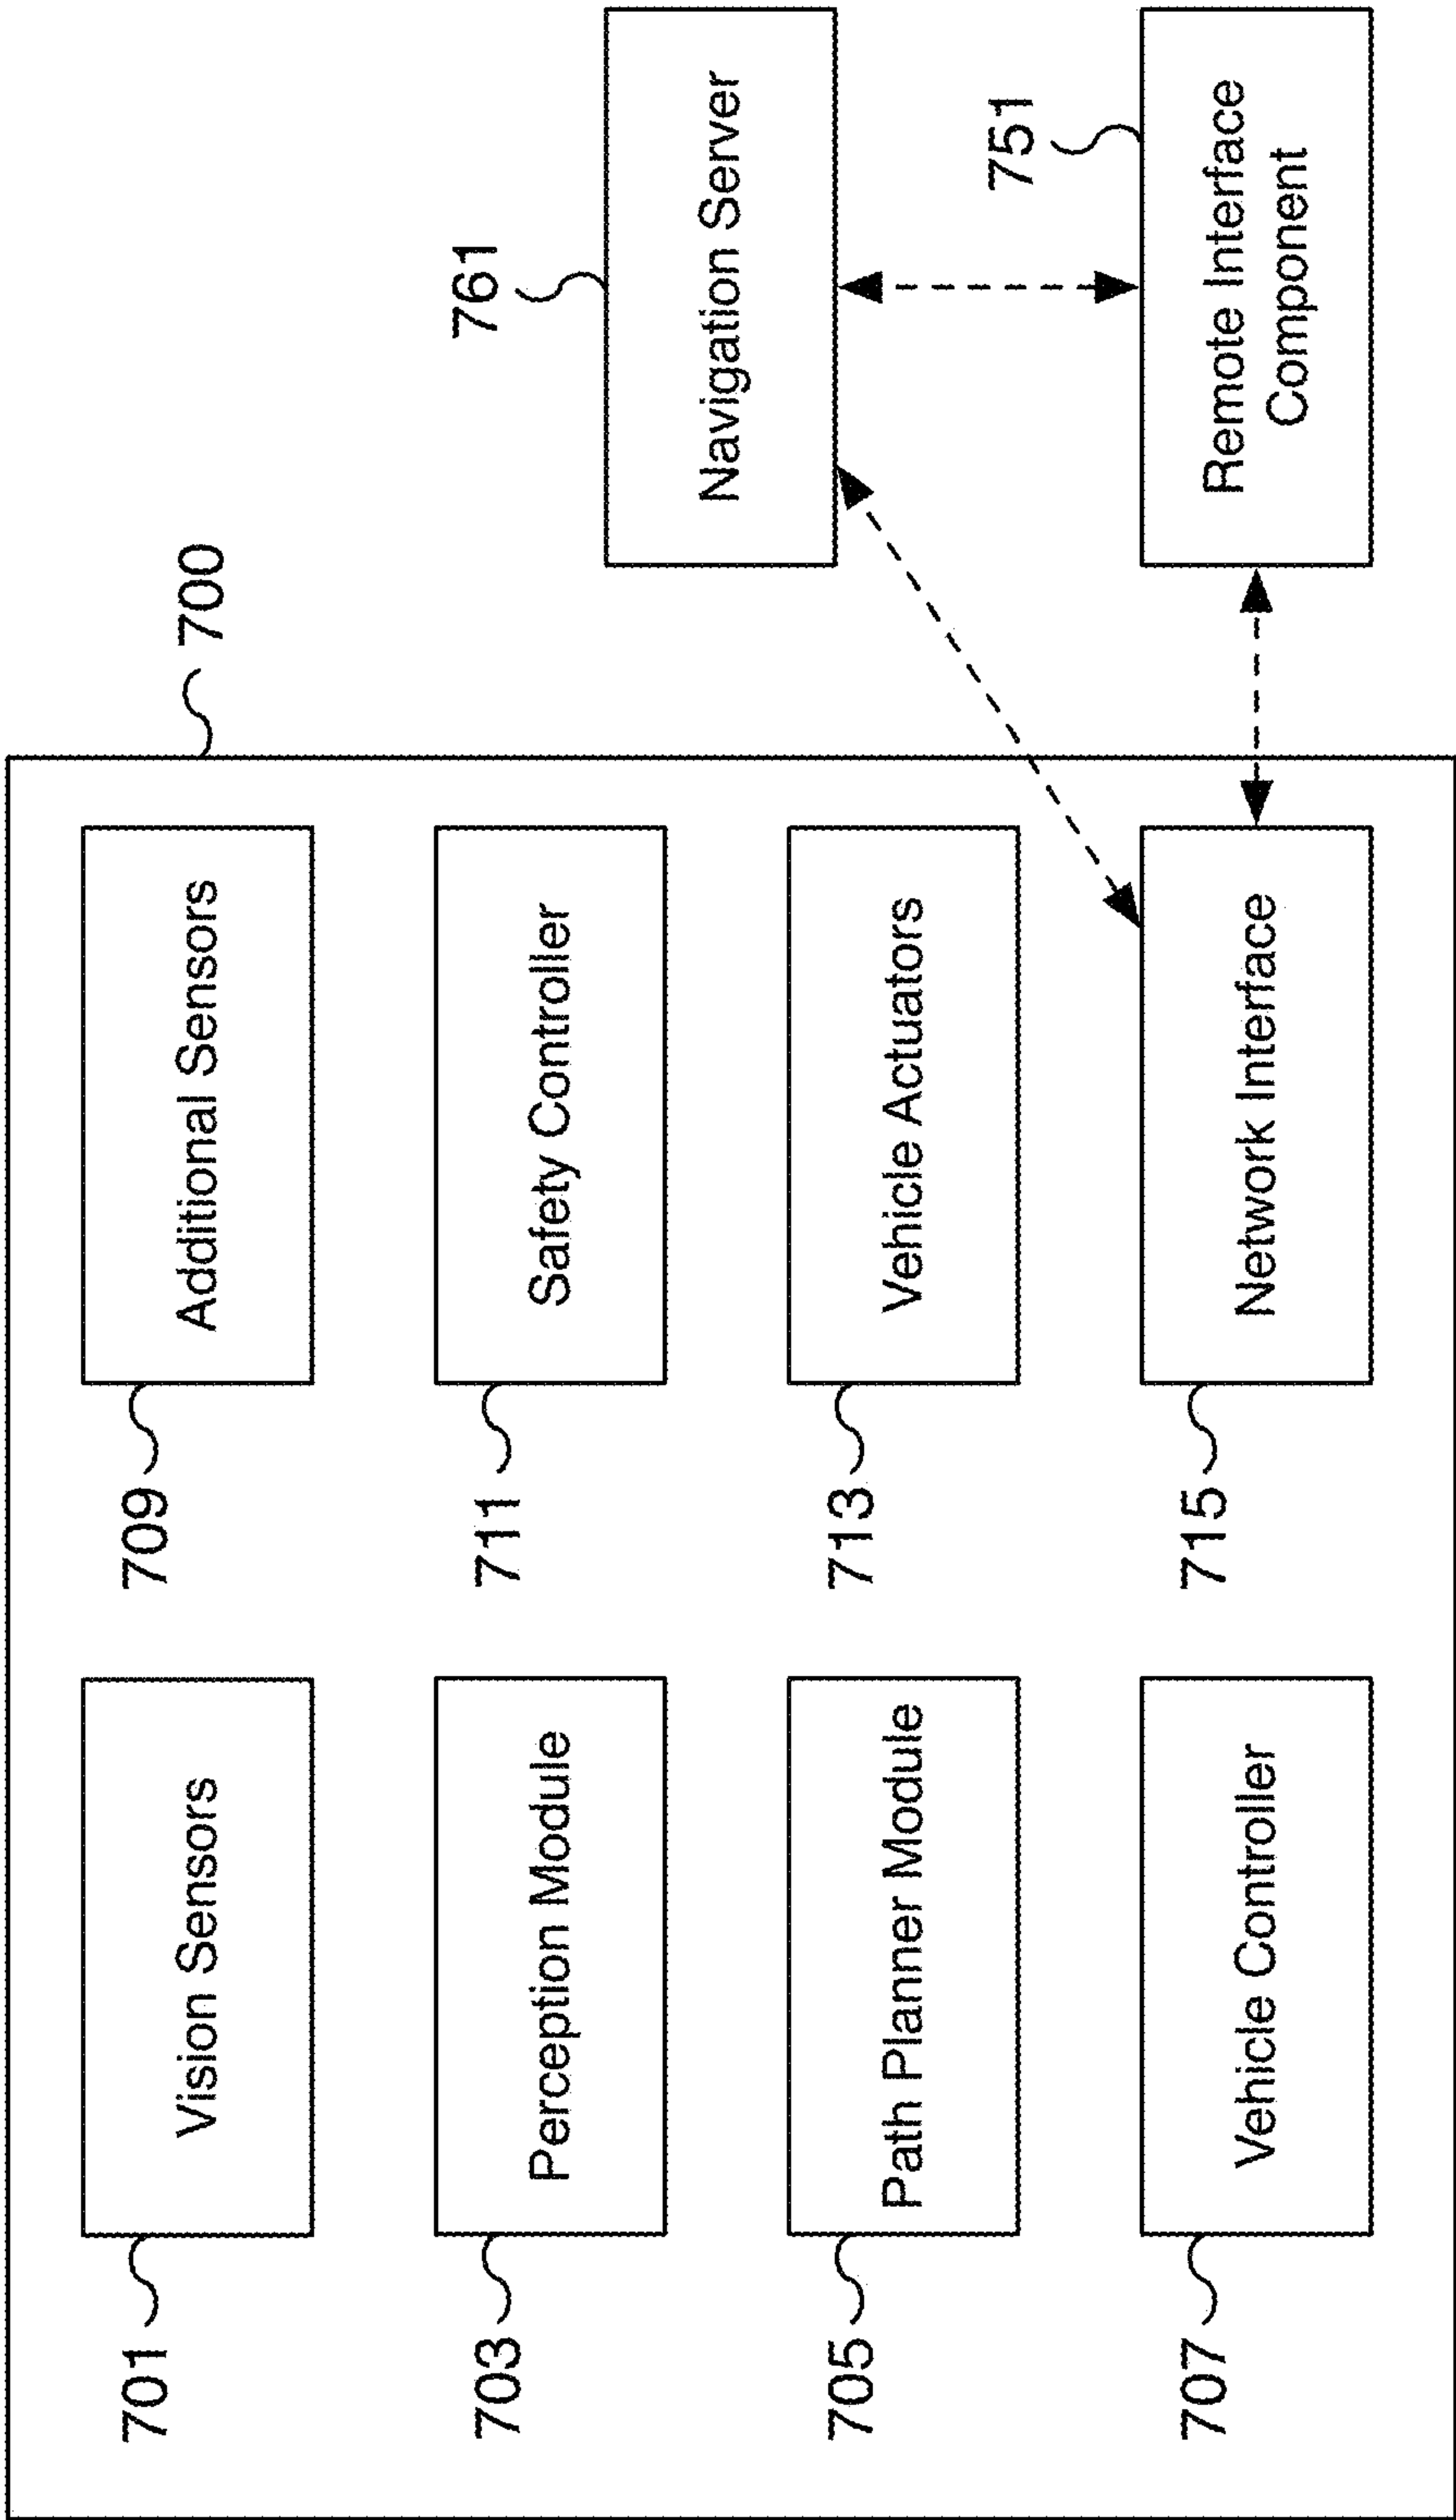 700
701
Vision Sensors
709
Additional Sensors
703
Perception Module
711
Safety Controller
761
Navigation Server
705
Path Planner Module
713
Vehicle Actuators
707
Vehicle Controller
715
Network Interface
751
Remote Interface
Component